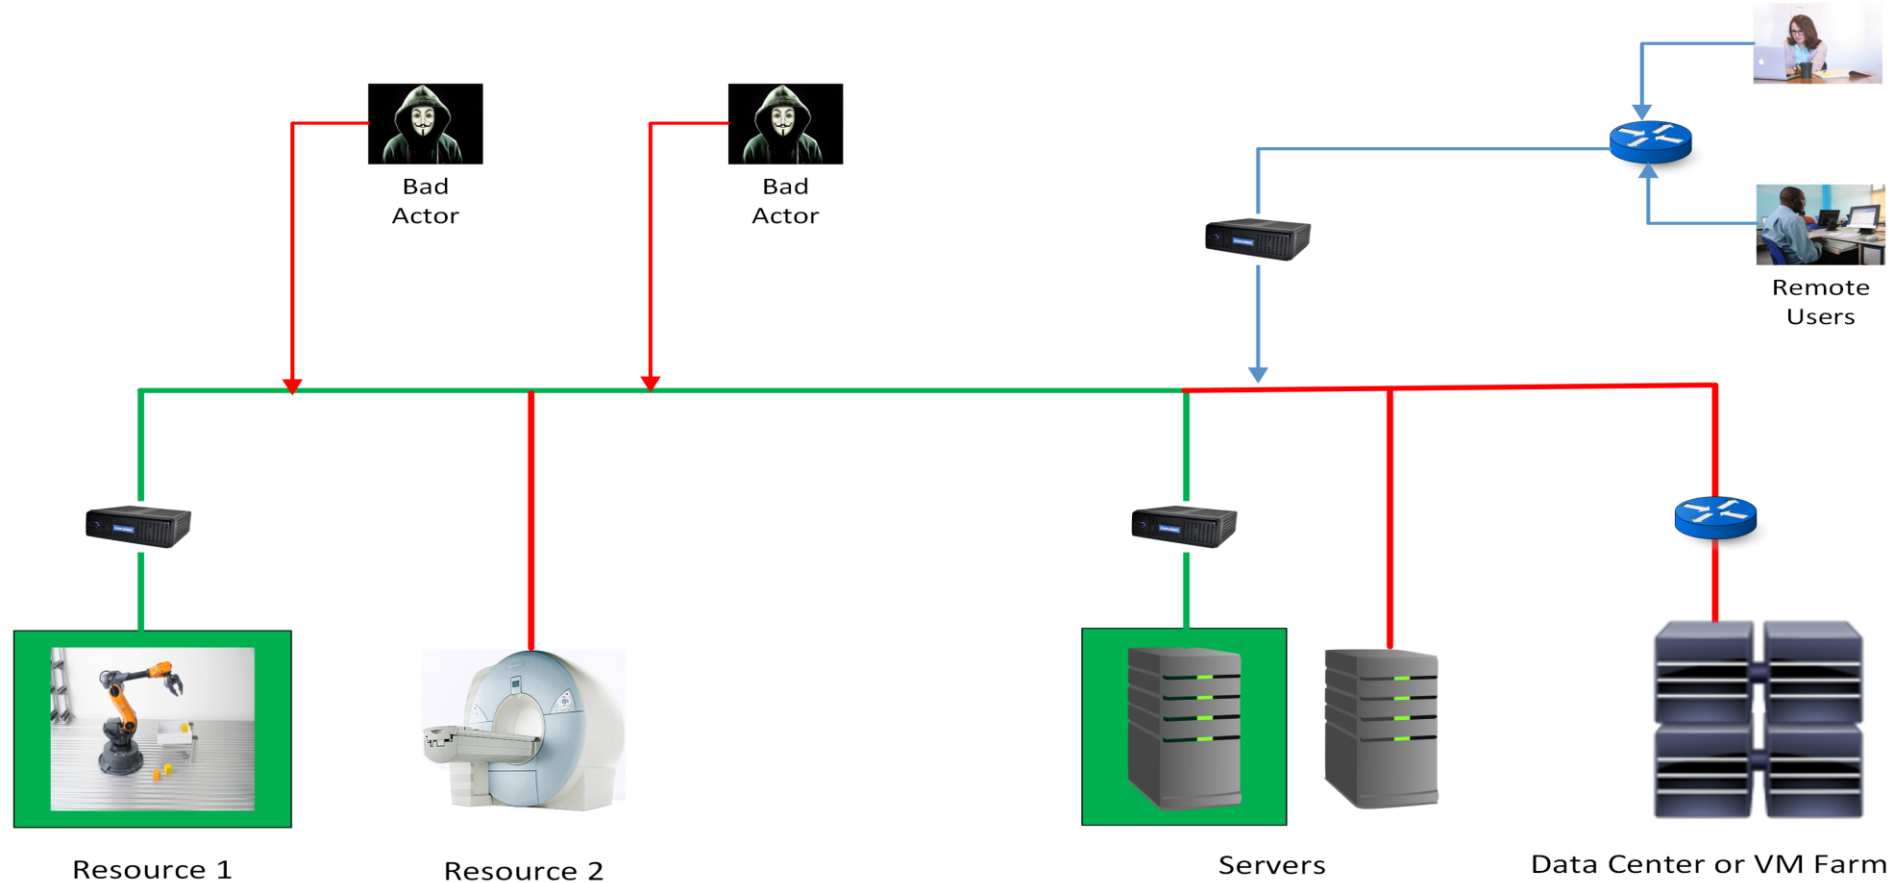 Bad
Actor
Bad
Actor
Remote
Users
Resource 1
Resource 2
Servers
Data Center or VM Farm